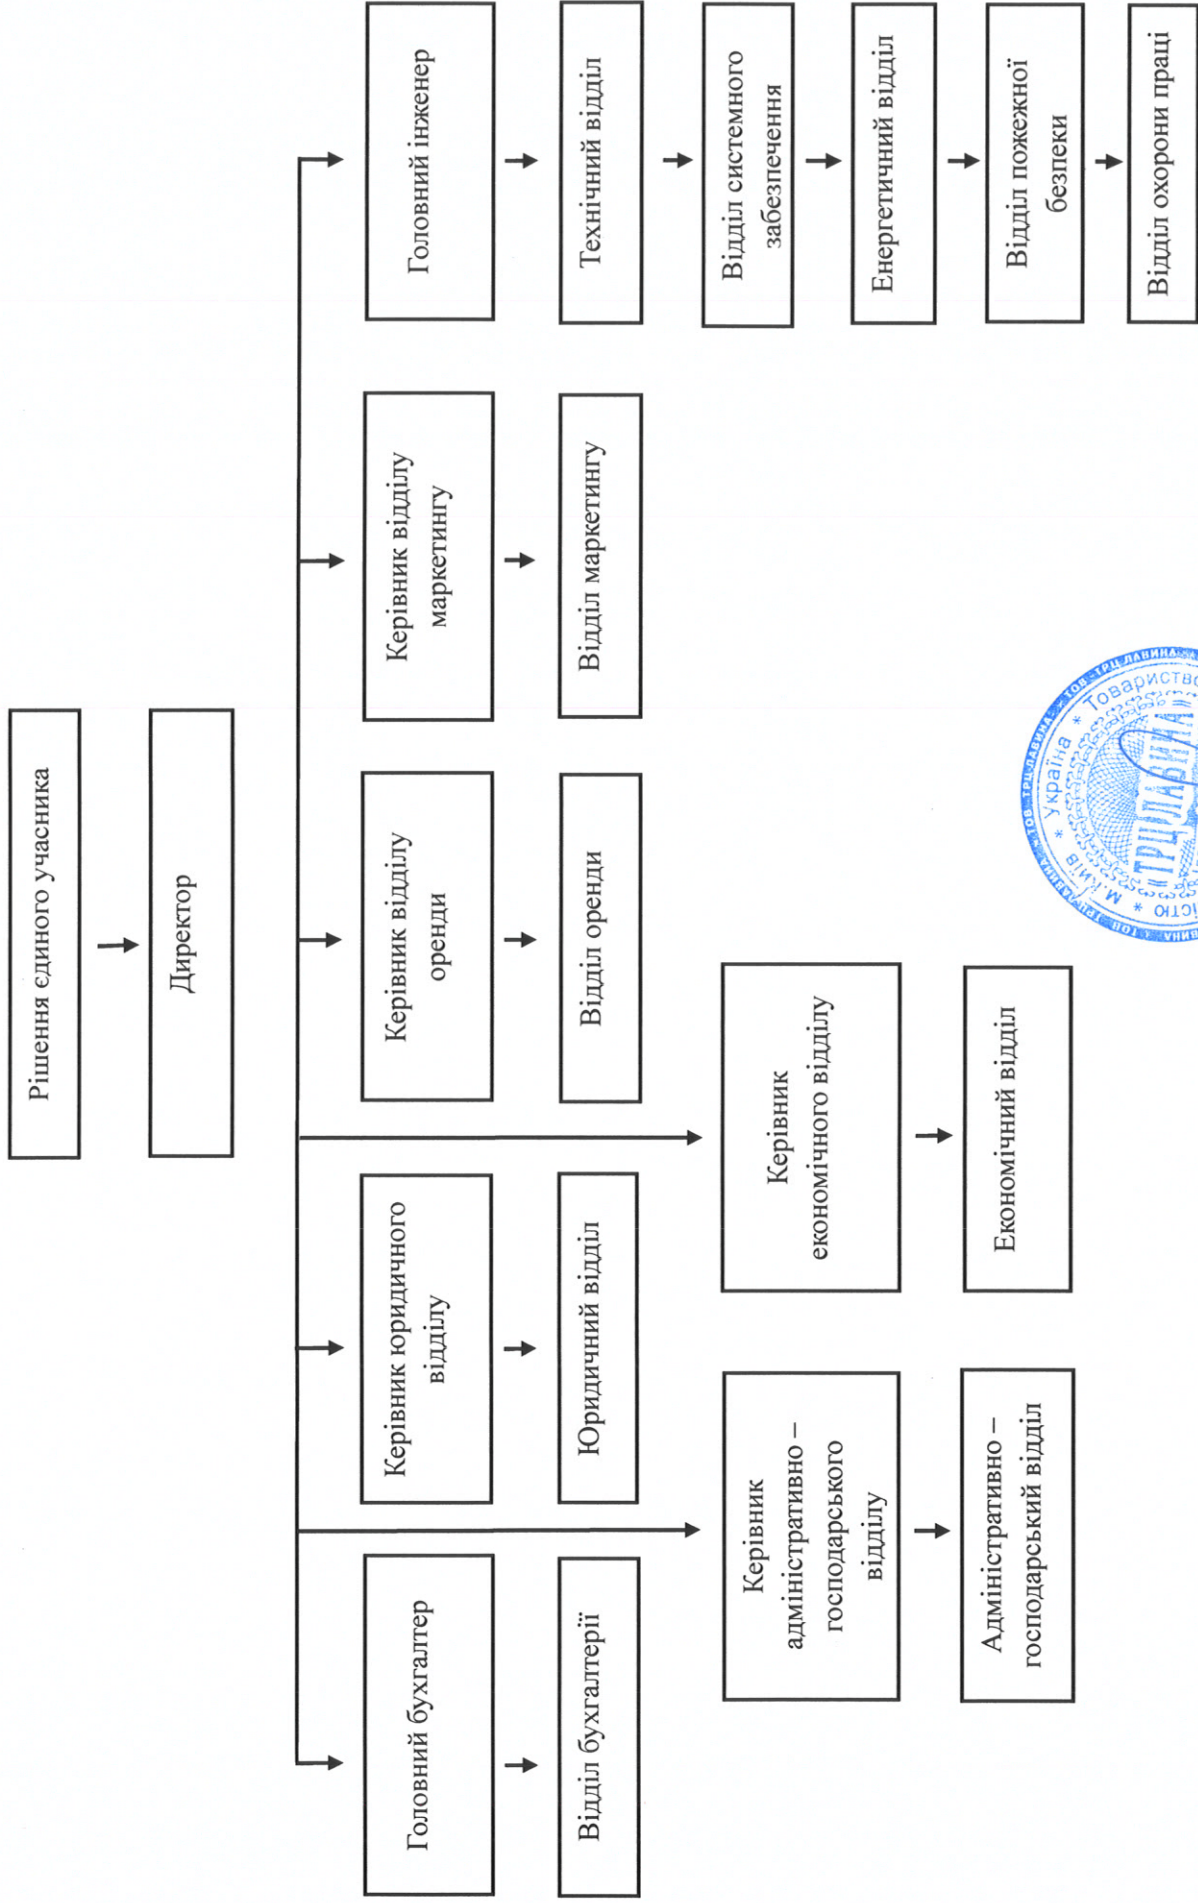 Рішення єдиного учасника
Директор
Головний бухгалтер
Керівник юридичного
відділу
Керівник відділу
оренди
Керівник відділу
маркетингу
Головний інженер
Відділ бухгалтерії
Юридичний відділ
Відділ оренди
Відділ маркетингу
Технічний відділ
Керівник
адміністративно –
господарського
відділу
Керівник
економічного відділу
Відділ системного
забезпечення
Енергетичний відділ
Адміністративно –
господарський відділ
Економічний відділ
Відділ пожежної
безпеки
Відділ охорони праці
м.Київ * Україна * Товариство
«ТРЦ ЛАВИНА»